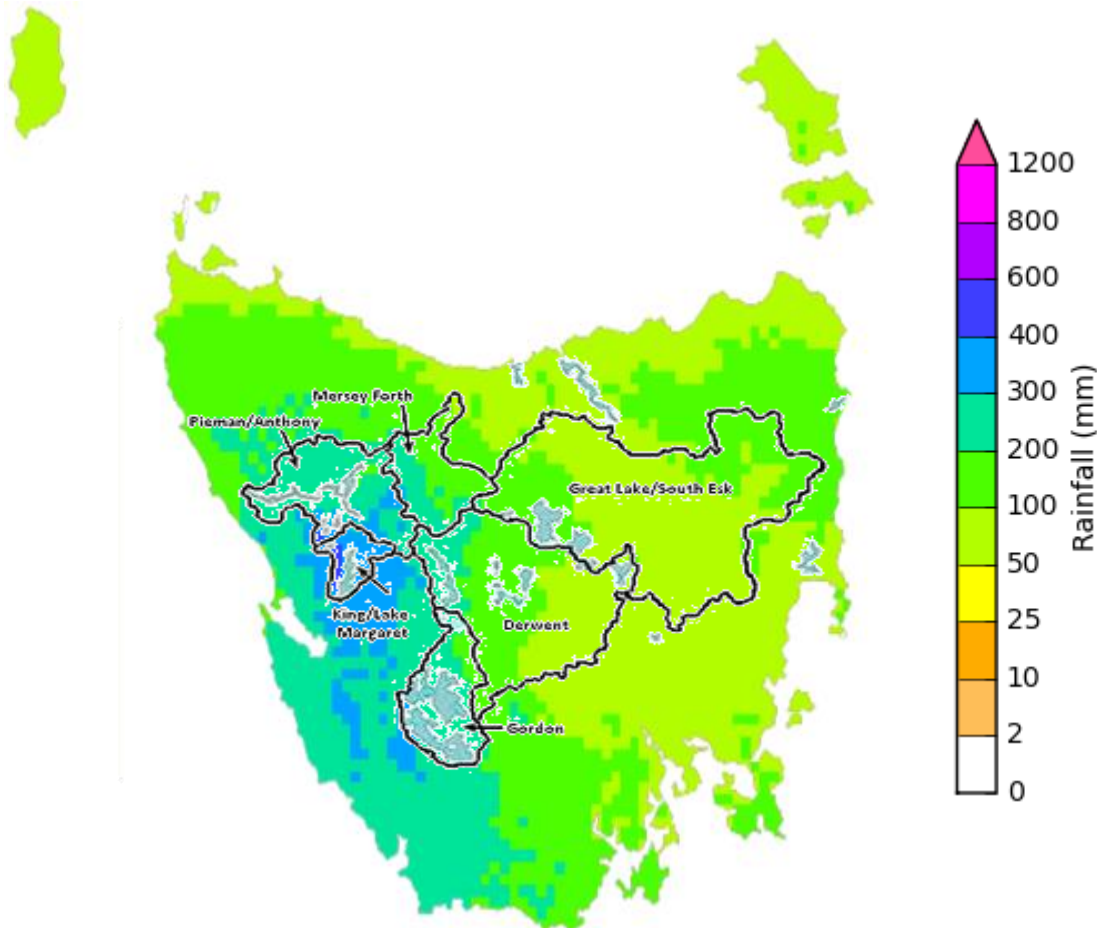 Mersey Forth
Pieman/Anthony
Great Lake/South Esk
King/Lake
Margaret
Derwent
Gordon
1200
800
600
400
300
200
100
50
25
10
2
0
Rainfall (mm)